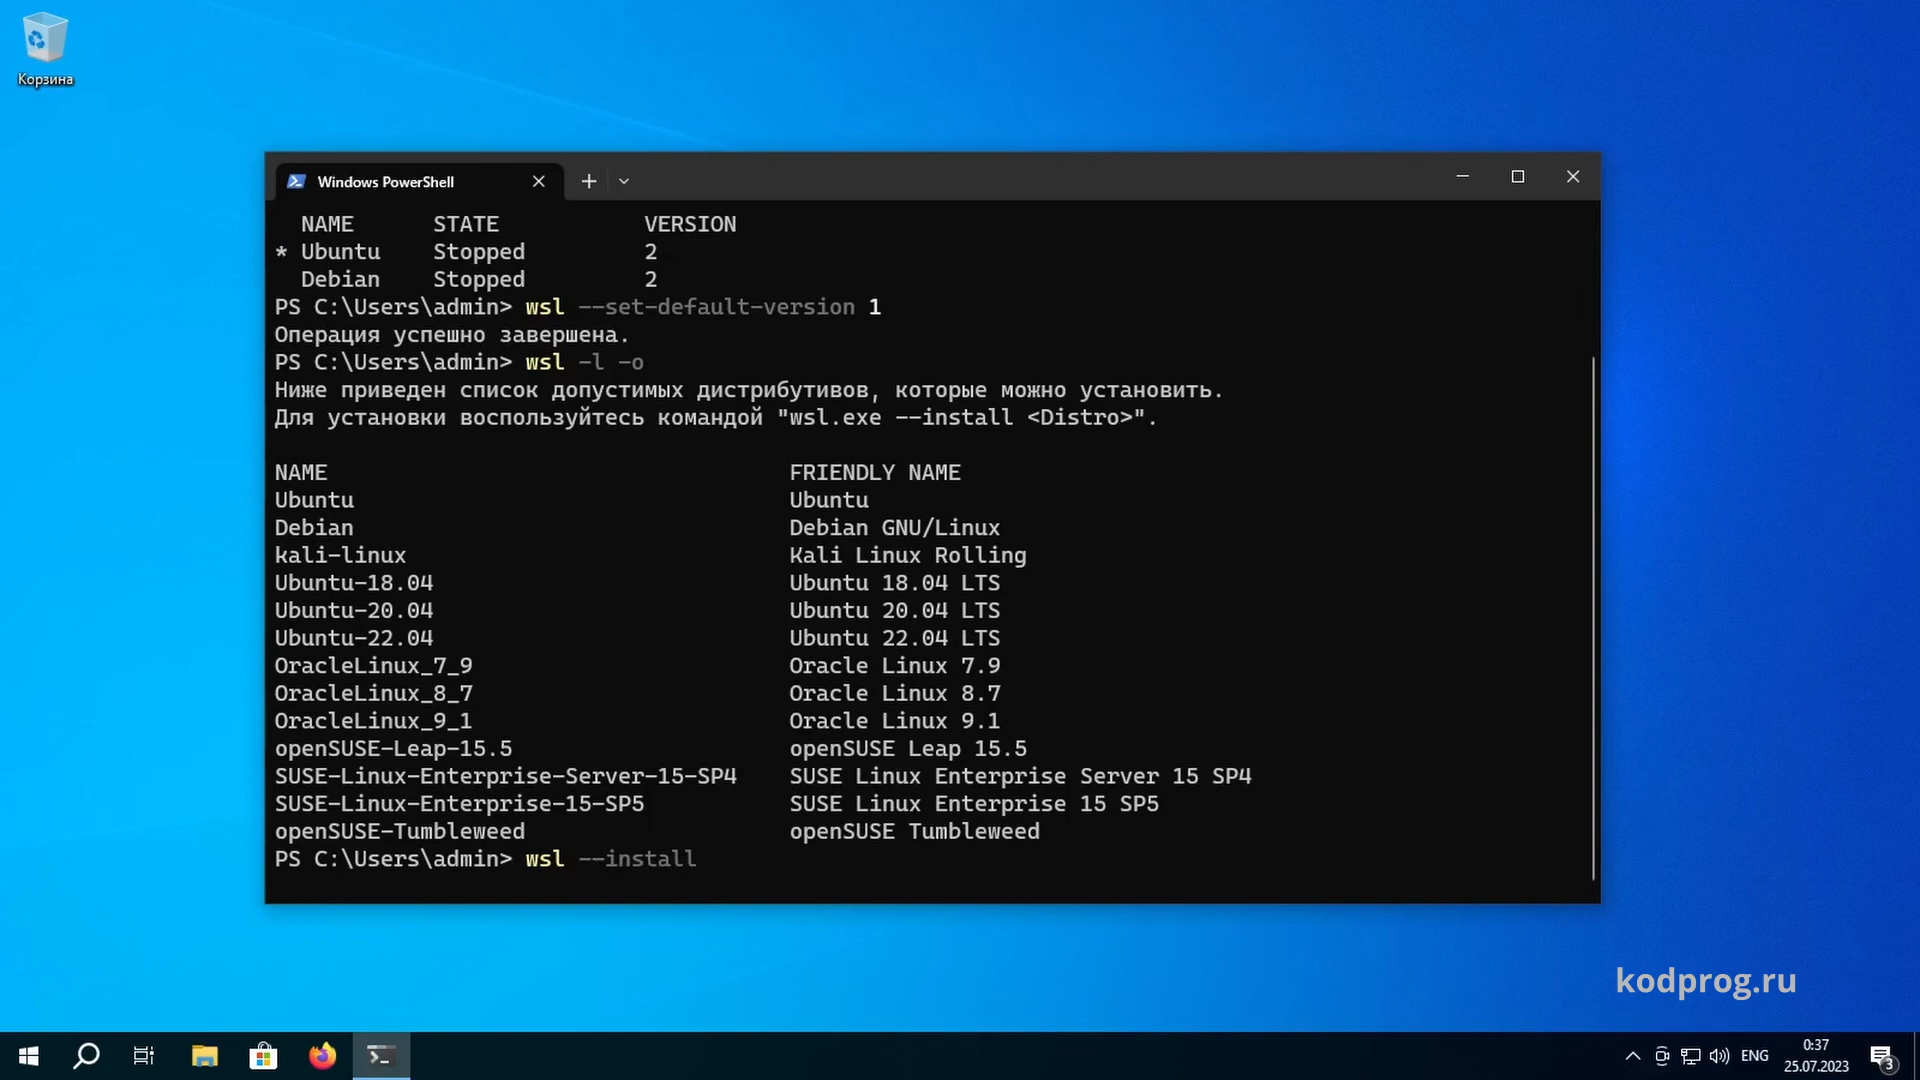 Корзина
Windows PowerShell
NAME STATE VERSION
* Ubuntu Stopped 2
Debian Stopped 2
PS C:\Users\admin> wsl --set-default-version 1
Операция успешно завершена.
PS C:\Users\admin> wsl -l -o
Ниже приведен список допустимых дистрибутивов, которые можно установить.
Для установки воспользуйтесь командой "wsl.exe --install <Distro>".
NAME FRIENDLY NAME
Ubuntu Ubuntu
Debian Debian GNU/Linux
kali-linux Kali Linux Rolling
Ubuntu-18.04 Ubuntu 18.04 LTS
Ubuntu-20.04 Ubuntu 20.04 LTS
Ubuntu-22.04 Ubuntu 22.04 LTS
OracleLinux_7_9 Oracle Linux 7.9
OracleLinux_8_7 Oracle Linux 8.7
OracleLinux_9_1 Oracle Linux 9.1
openSUSE-Leap-15.5 openSUSE Leap 15.5
SUSE-Linux-Enterprise-Server-15-SP4 SUSE Linux Enterprise Server 15 SP4
SUSE-Linux-Enterprise-15-SP5 SUSE Linux Enterprise 15 SP5
openSUSE-Tumbleweed openSUSE Tumbleweed
PS C:\Users\admin> wsl --install
kodprog.ru
ENG
0:37
25.07.2023
3